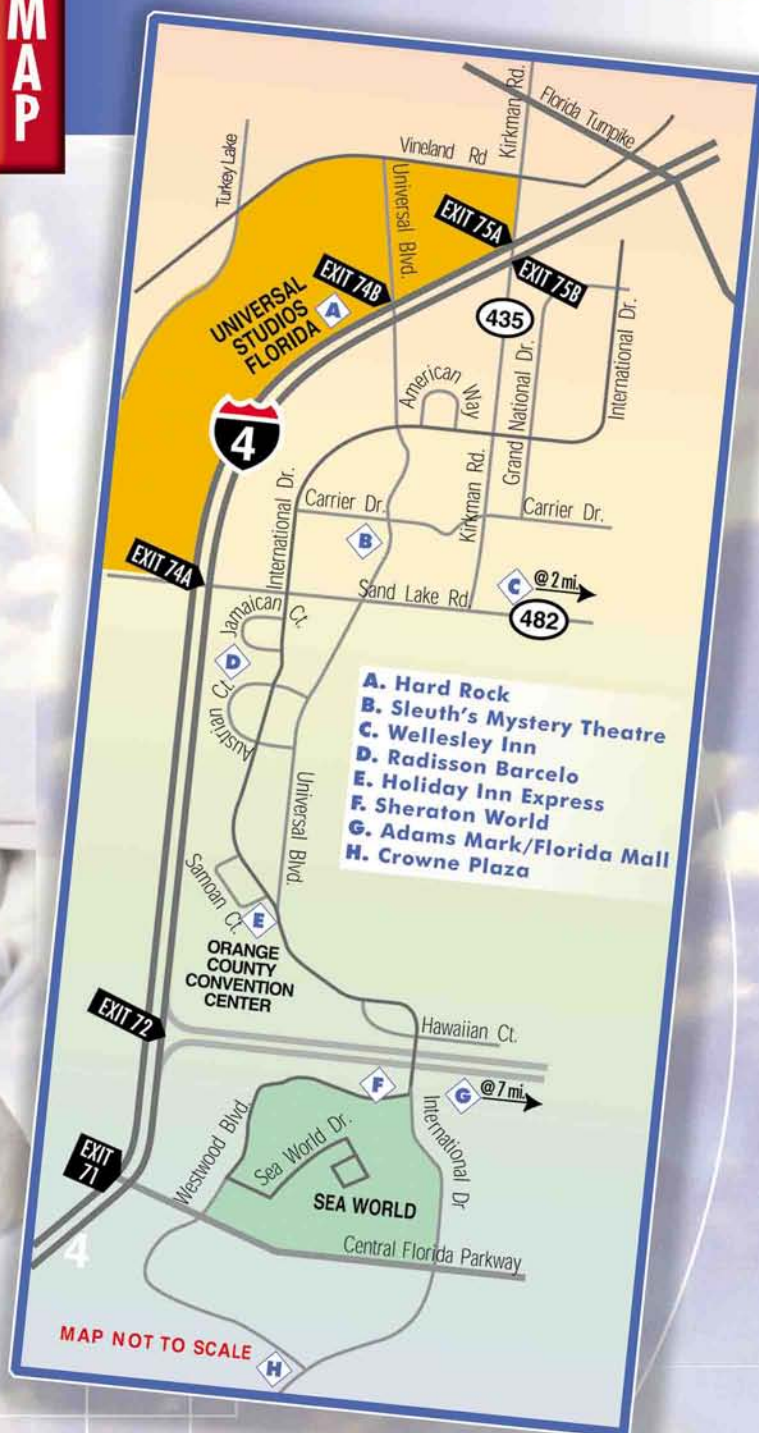 MAP
Kirkman Rd.
Florida Turnpike
Vineland Rd
Turkey Lake
Universal Blvd.
EXIT 75A
EXIT 75B
EXIT 74B
UNIVERSAL
STUDIOS
FLORIDA
A
435
International Dr.
American Way
Grand National Dr.
4
International Dr.
Kirkman Rd.
Carrier Dr.
Carrier Dr.
B
EXIT 74A
Sand Lake Rd.
C
@ 2 mi.
482
Jamaican Ct.
D
Austrian Ct.
A. Hard Rock
B. Sleuth's Mystery Theatre
C. Wellesley Inn
D. Radisson Barcelo
E. Holiday Inn Express
F. Sheraton World
G. Adams Mark/Florida Mall
H. Crowne Plaza
Universal Blvd.
Samoan Ct.
E
ORANGE
COUNTY
CONVENTION
CENTER
EXIT 72
Hawaiian Ct.
F
G
@ 7 mi.
Westwood Blvd.
Sea World Dr.
International Dr
EXIT
71
SEA WORLD
4
Central Florida Parkway
MAP NOT TO SCALE
H